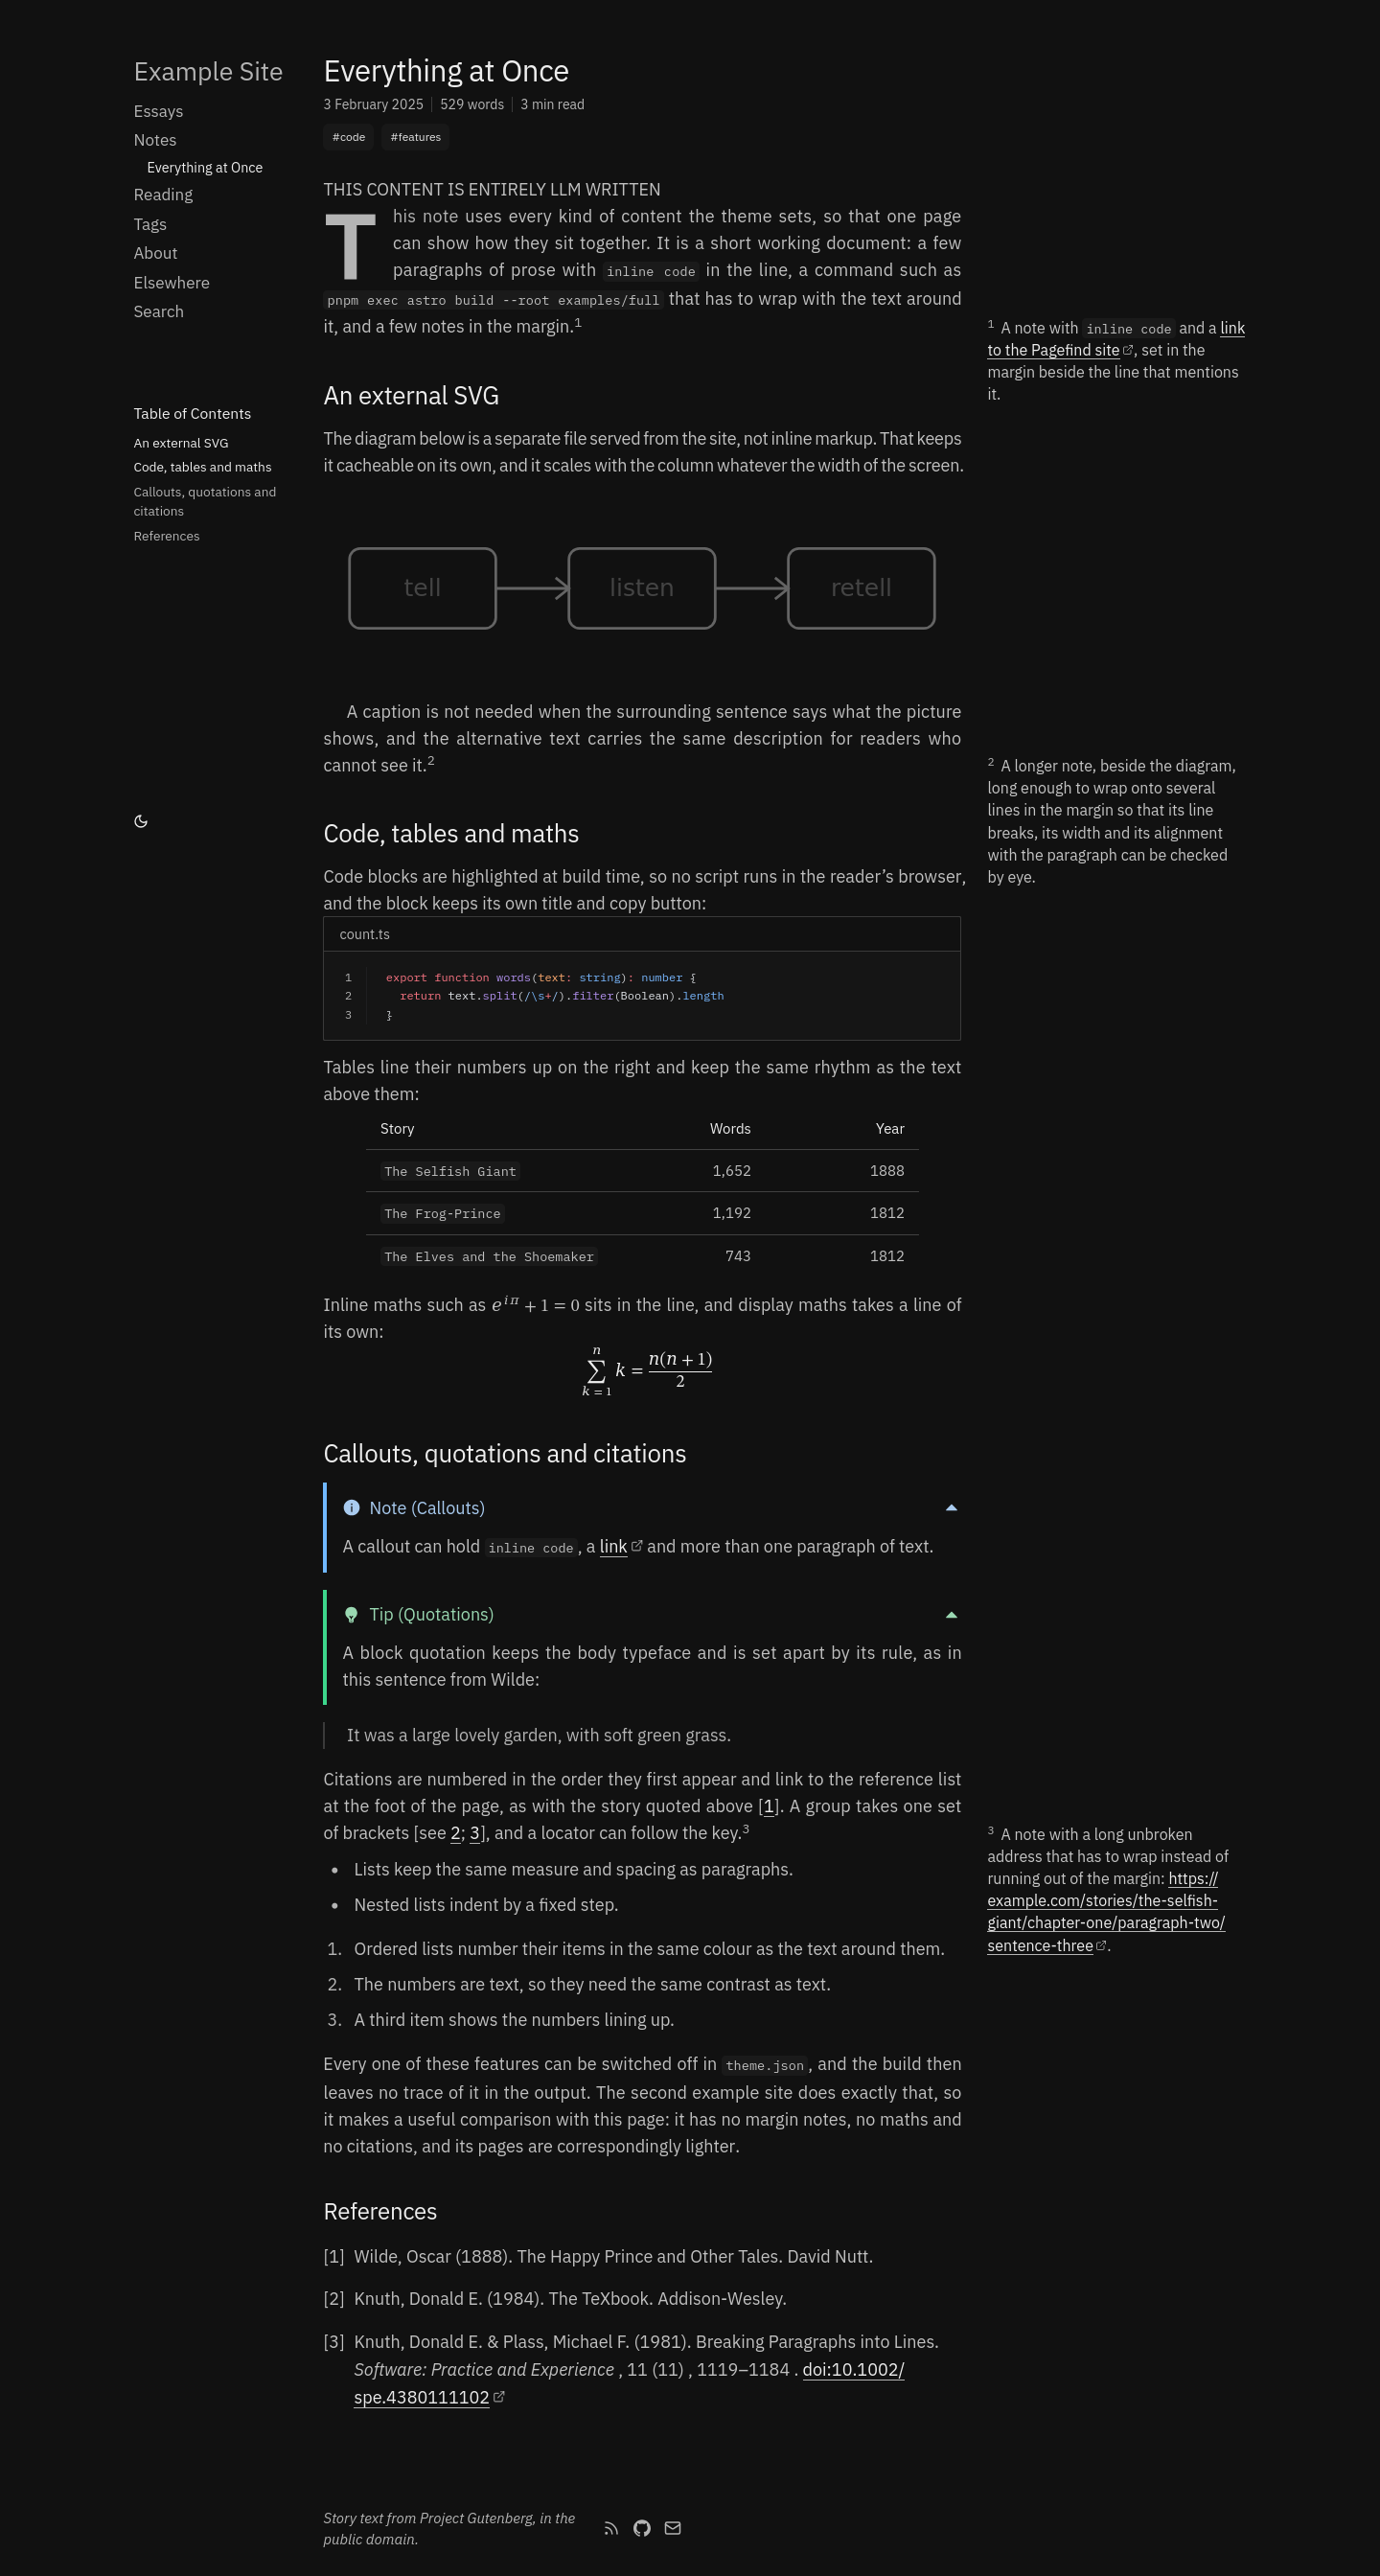 Example Site
Essays
Notes
Everything at Once
Reading
Tags
About
Elsewhere
Search
Table of Contents
An external SVG
Code, tables and maths
Callouts, quotations and
citations
References
Everything at Once
3 February 2025
529 words
3 min read
#code
#features
THIS CONTENT IS ENTIRELY LLM WRITTEN
This note uses every kind of content the theme sets, so that one page
can show how they sit together. It is a short working document: a few
paragraphs of prose with inline code in the line, a command such as
pnpm exec astro build --root examples/full that has to wrap with the text around
it, and a few notes in the margin.1
1 A note with inline code and a link
to the Pagefind site, set in the
margin beside the line that mentions
it.
An external SVG
The diagram below is a separate file served from the site, not inline markup. That keeps
it cacheable on its own, and it scales with the column whatever the width of the screen.
tell
listen
retell
A caption is not needed when the surrounding sentence says what the picture
shows, and the alternative text carries the same description for readers who
cannot see it.2
2 A longer note, beside the diagram,
long enough to wrap onto several
lines in the margin so that its line
breaks, its width and its alignment
with the paragraph can be checked
by eye.
Code, tables and maths
Code blocks are highlighted at build time, so no script runs in the reader’s browser,
and the block keeps its own title and copy button:
count.ts
1 export function words(text: string): number {
2 return text.split(/\s+/).filter(Boolean).length
3 }
Tables line their numbers up on the right and keep the same rhythm as the text
above them:
Story Words Year
The Selfish Giant 1,652 1888
The Frog-Prince 1,192 1812
The Elves and the Shoemaker 743 1812
Inline maths such as e^{iπ} + 1 = 0 sits in the line, and display maths takes a line of
its own:
n
∑ k = n(n + 1)
k = 1 2
Callouts, quotations and citations
Note (Callouts)
A callout can hold inline code, a link and more than one paragraph of text.
Tip (Quotations)
A block quotation keeps the body typeface and is set apart by its rule, as in
this sentence from Wilde:
It was a large lovely garden, with soft green grass.
Citations are numbered in the order they first appear and link to the reference list
at the foot of the page, as with the story quoted above [1]. A group takes one set
of brackets [see 2; 3], and a locator can follow the key.3
3 A note with a long unbroken
address that has to wrap instead of
running out of the margin: https://
example.com/stories/the-selfish-
giant/chapter-one/paragraph-two/
sentence-three.
• Lists keep the same measure and spacing as paragraphs.
• Nested lists indent by a fixed step.
1. Ordered lists number their items in the same colour as the text around them.
2. The numbers are text, so they need the same contrast as text.
3. A third item shows the numbers lining up.
Every one of these features can be switched off in theme.json, and the build then
leaves no trace of it in the output. The second example site does exactly that, so
it makes a useful comparison with this page: it has no margin notes, no maths and
no citations, and its pages are correspondingly lighter.
References
[1] Wilde, Oscar (1888). The Happy Prince and Other Tales. David Nutt.
[2] Knuth, Donald E. (1984). The TeXbook. Addison-Wesley.
[3] Knuth, Donald E. & Plass, Michael F. (1981). Breaking Paragraphs into Lines.
Software: Practice and Experience , 11 (11) , 1119–1184 . doi:10.1002/
spe.4380111102
Story text from Project Gutenberg, in the
public domain.